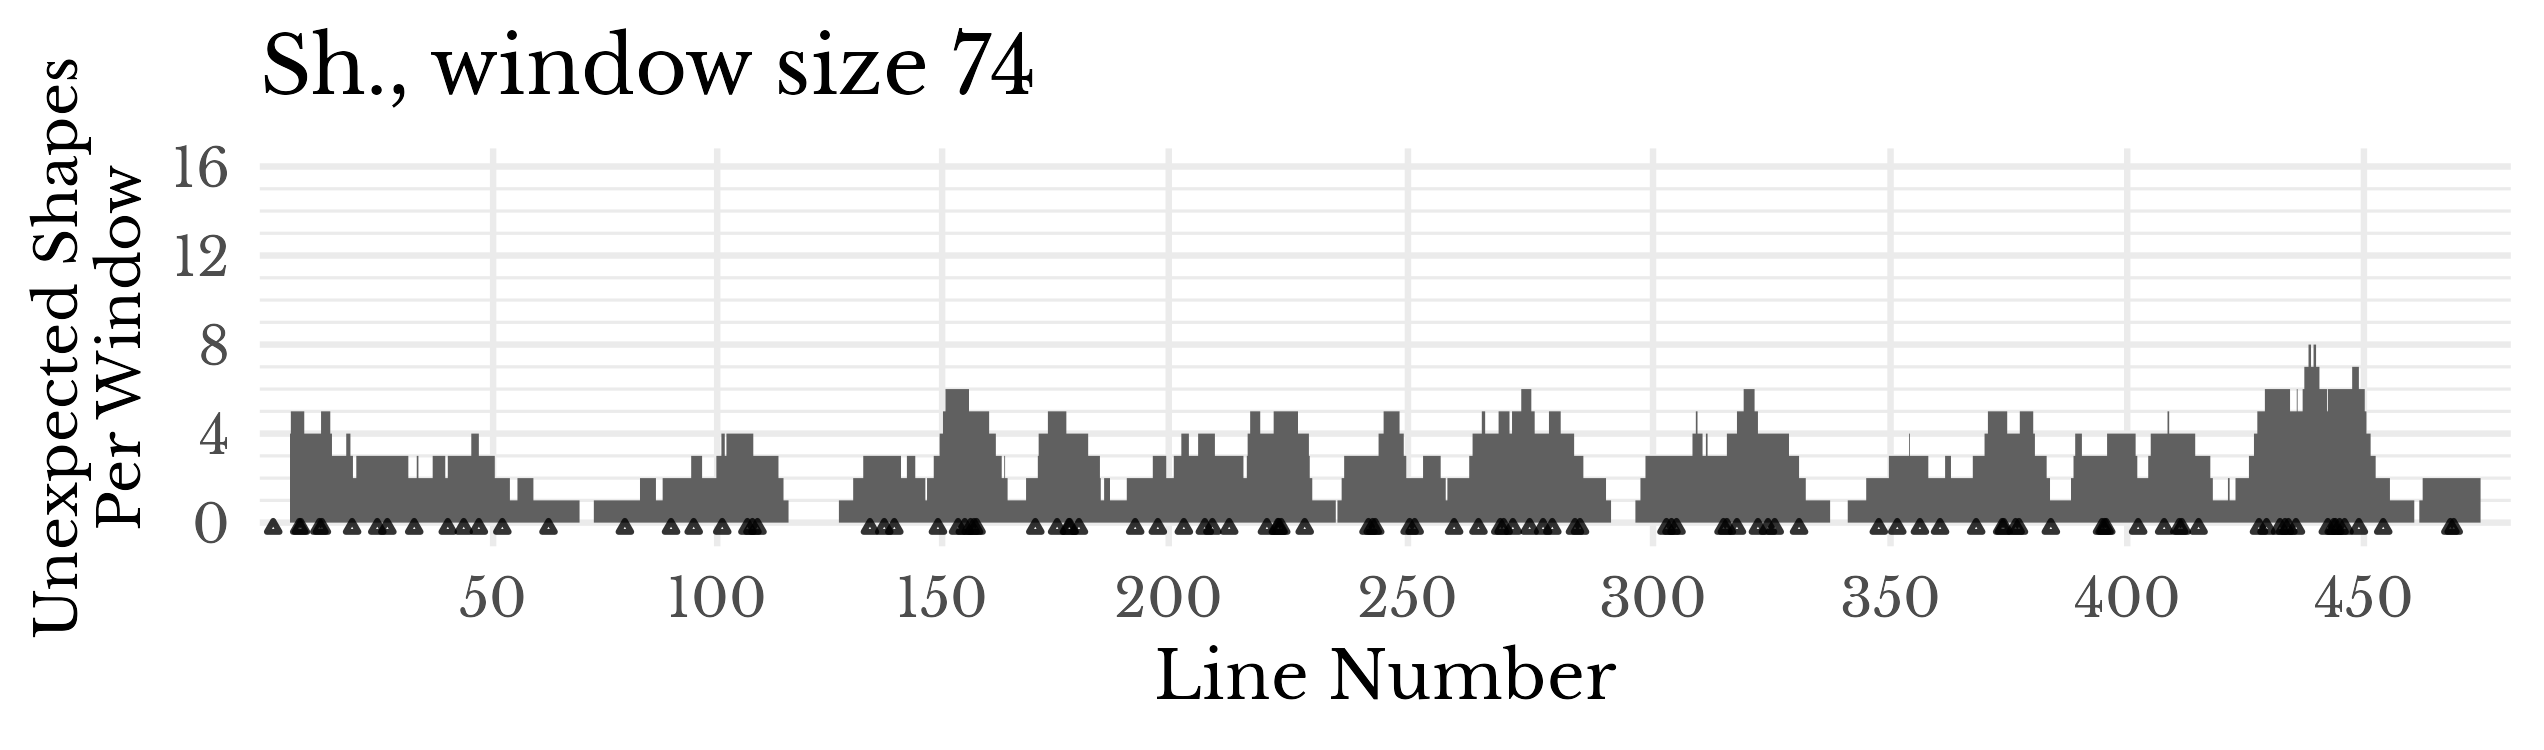 Sh., window size 74
Unexpected Shapes
Per Window
16
12
8
4
0
50 100 150 200 250 300 350 400 450
Line Number